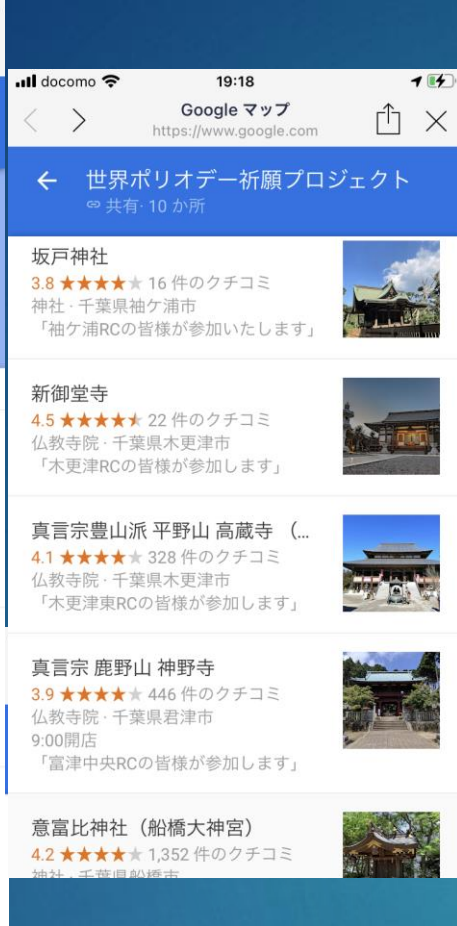 docomo 19:18
Google マップ
https://www.google.com
世界ポリオデー祈願プロジェクト
共有· 10 か所
坂戸神社
3.8 ★★★★★ 16 件のクチコミ
神社 · 千葉県袖ケ浦市
「袖ケ浦RCの皆様が参加いたします」
新御堂寺
4.5 ★★★★★ 22 件のクチコミ
仏教寺院 · 千葉県木更津市
「木更津RCの皆様が参加します」
真言宗豊山派 平野山 高蔵寺 （...
4.1 ★★★★★ 328 件のクチコミ
仏教寺院 · 千葉県木更津市
「木更津東RCの皆様が参加します」
真言宗 鹿野山 神野寺
3.9 ★★★★★ 446 件のクチコミ
仏教寺院 · 千葉県君津市
9:00開店
「富津中央RCの皆様が参加します」
意富比神社（船橋大神宮）
4.2 ★★★★★ 1,352 件のクチコミ
神社 · 千葉県船橋市